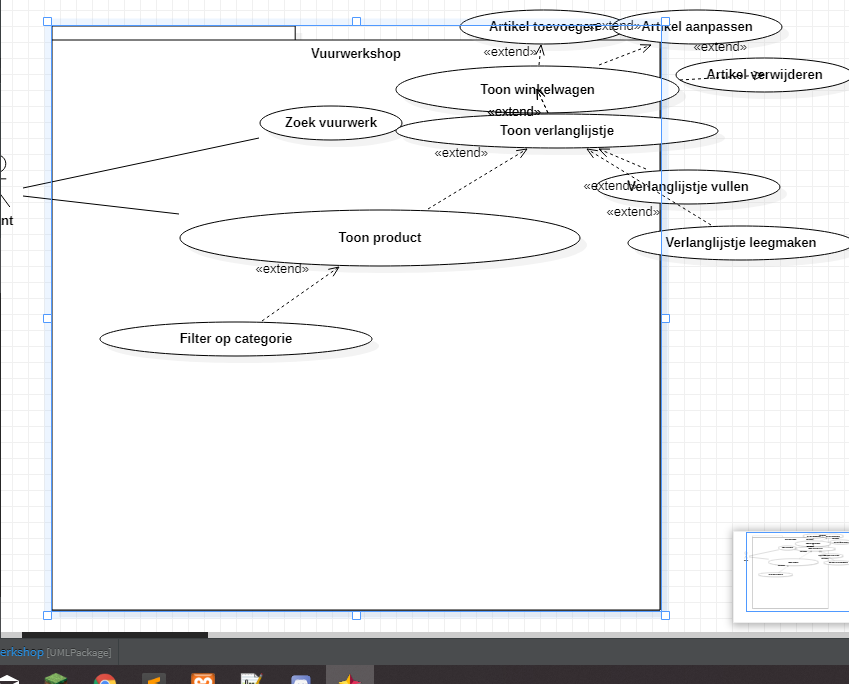 Artikel toevoegen
«extend»
Artikel aanpassen
Vuurwerkshop
«extend»
«extend»
Artikel verwijderen
Toon winkelwagen
«extend»
Zoek vuurwerk
Toon verlanglijstje
«extend»
«extend»
Verlanglijstje vullen
«extend»
nt
Toon product
Verlanglijstje leegmaken
«extend»
Filter op categorie
erkshop [UMLPackage]